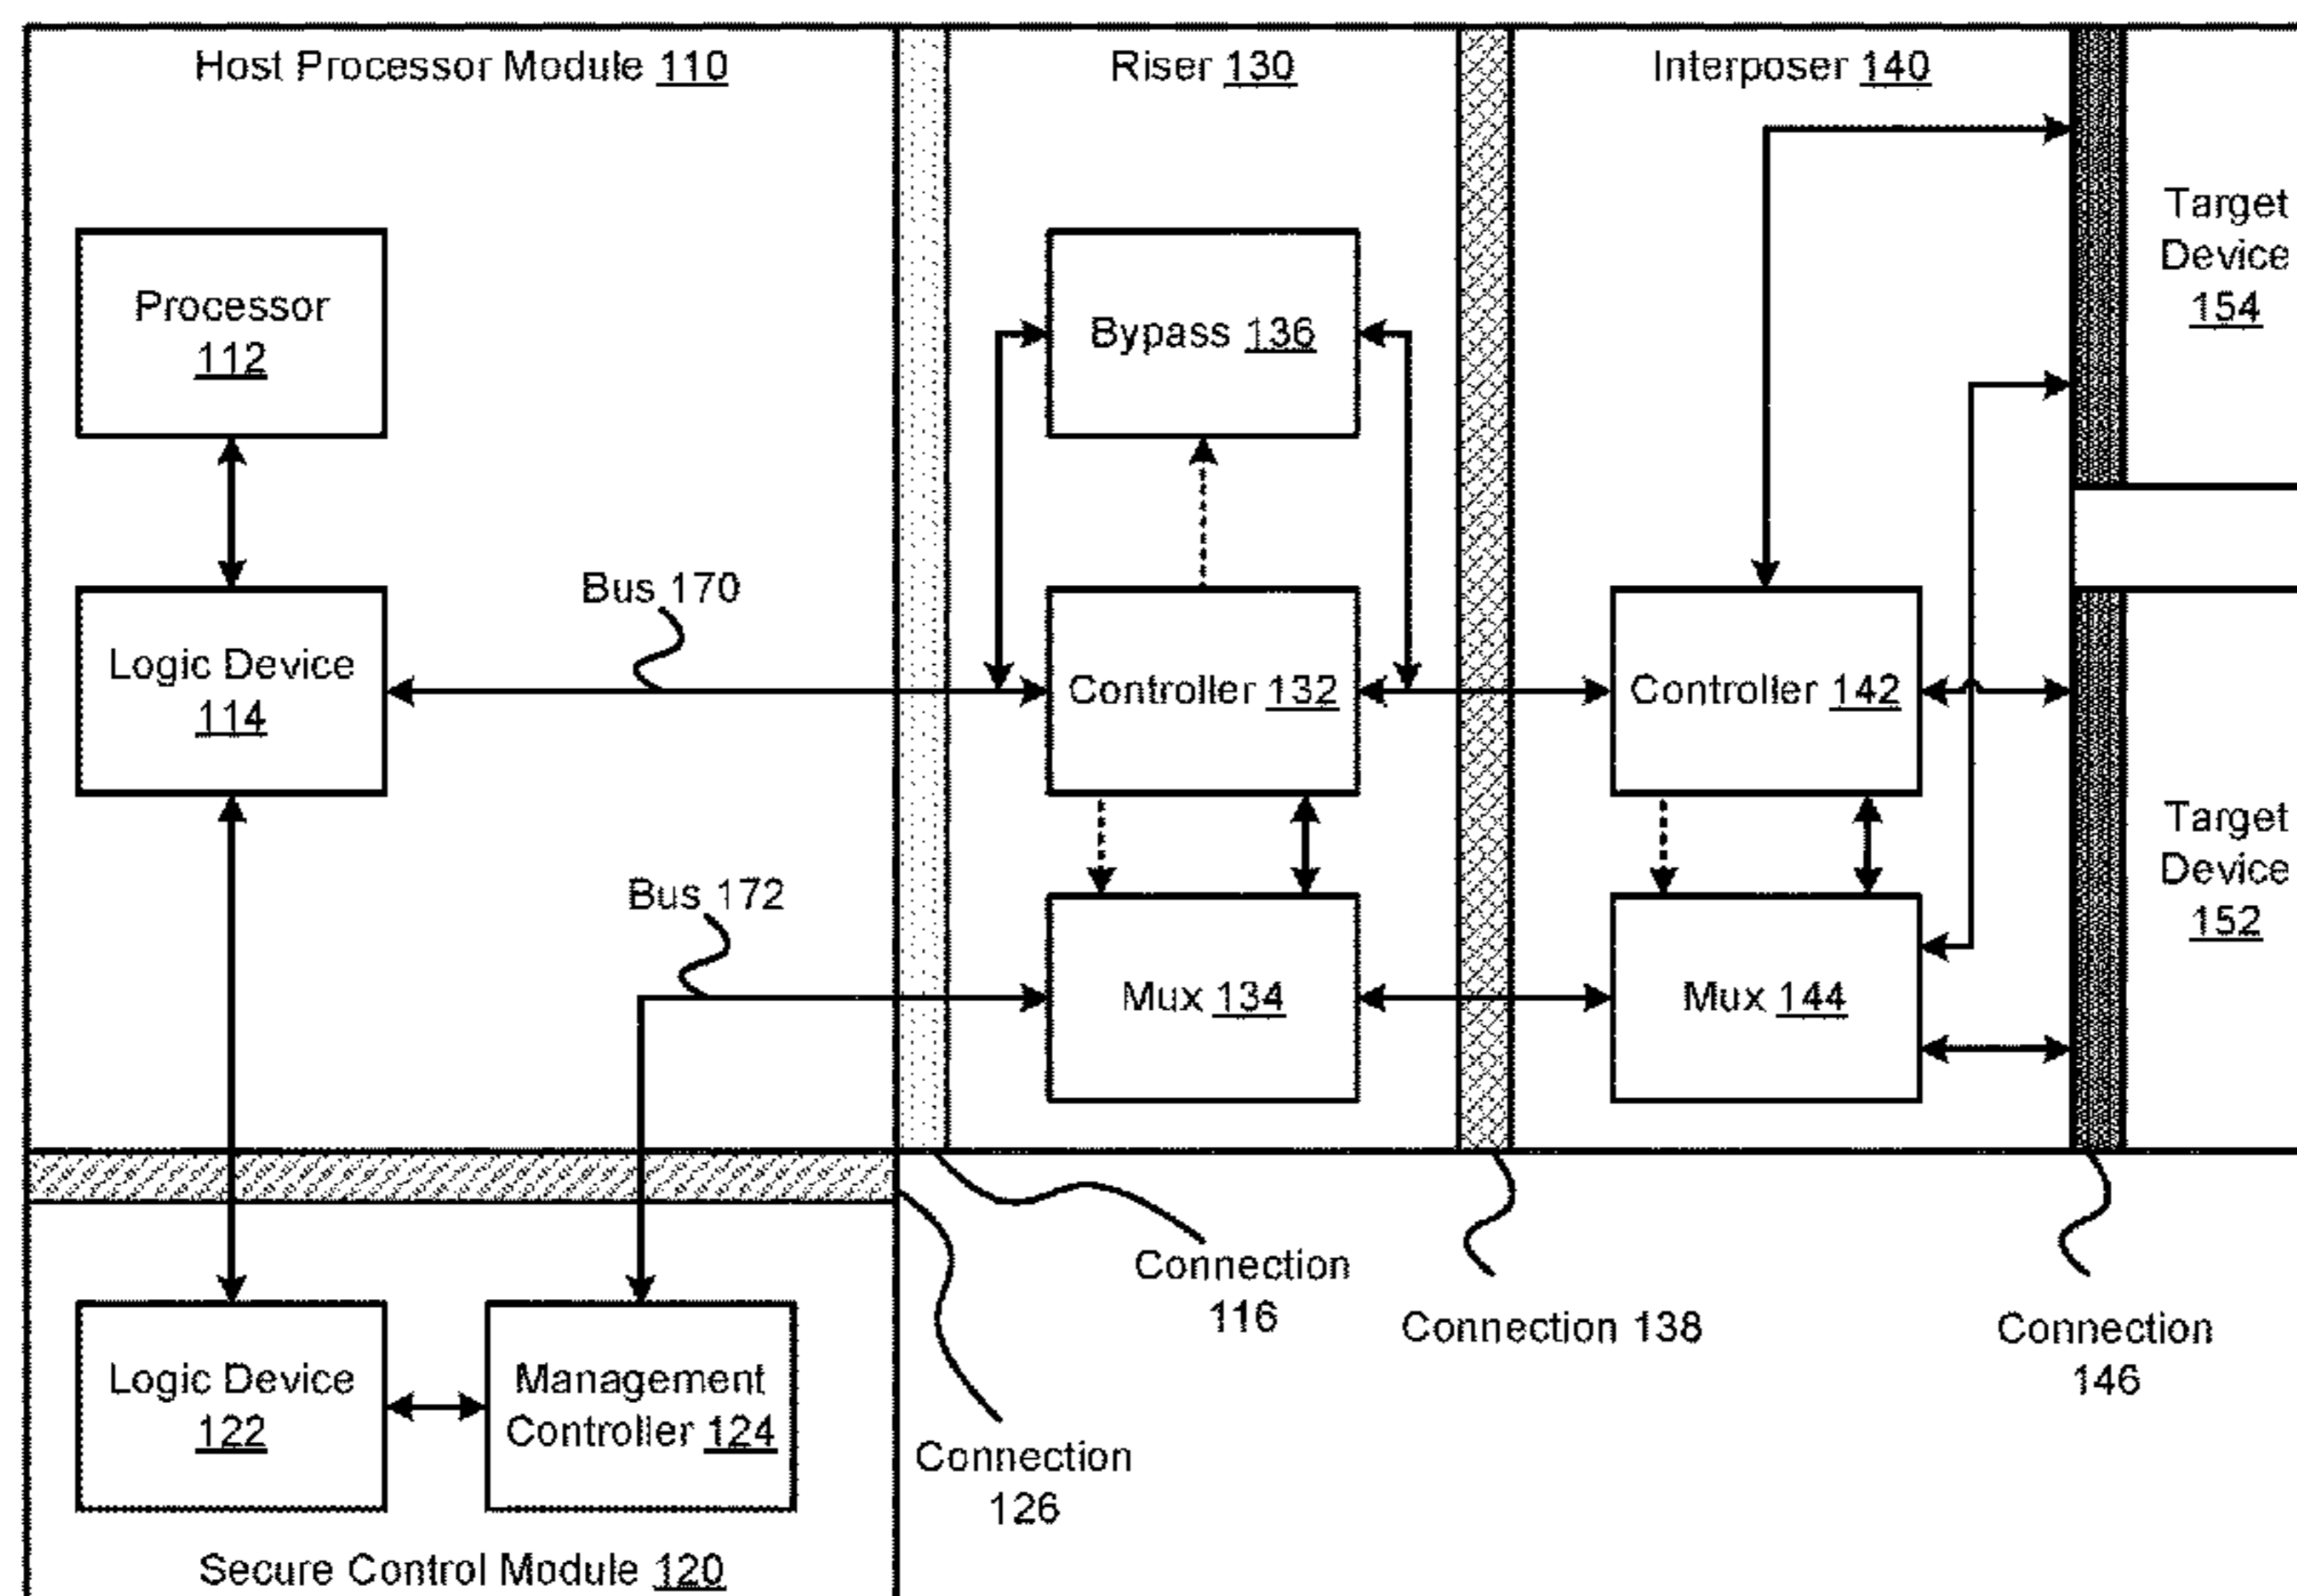 Host Processor Module 110
Riser 130
Interposer 140
Target
Device
154
Processor
112
Bypass 136
Bus 170
Logic Device
114
Controller 132
Controller 142
Target
Device
152
Bus 172
Mux 134
Mux 144
Connection
116
Connection 138
Connection
146
Logic Device
122
Management
Controller 124
Connection
126
Secure Control Module 120